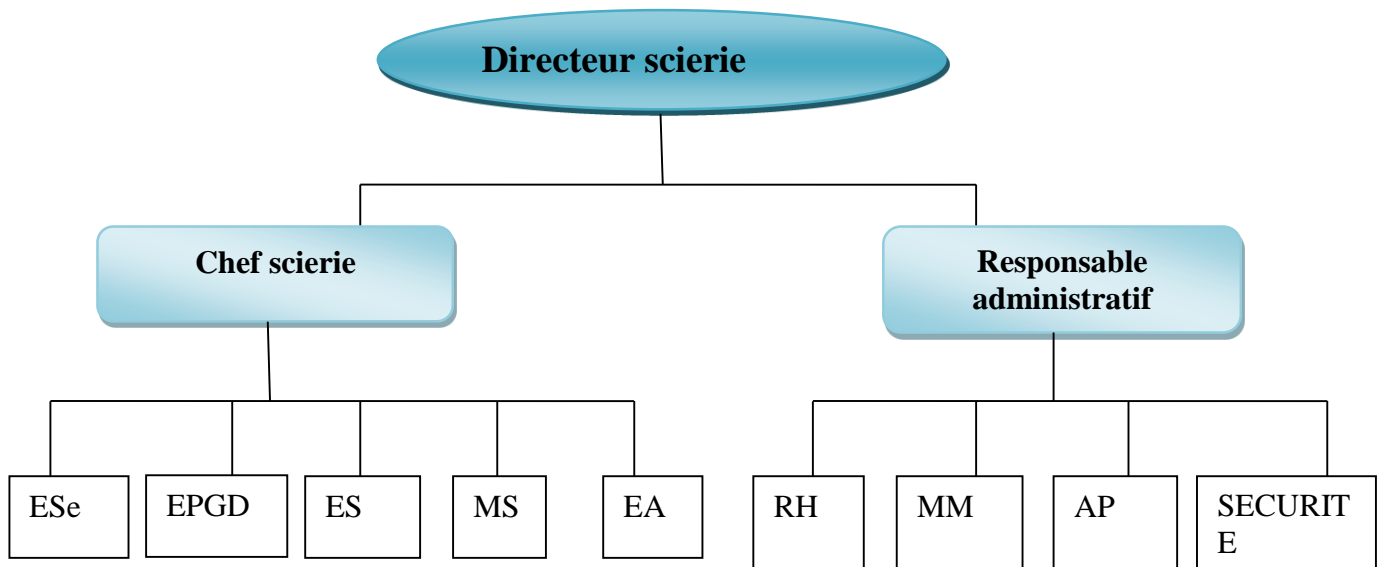 Directeur scierie
Chef scierie
Responsable
administratif
ESe
EPGD
ES
MS
EA
RH
MM
AP
SECURIT
E